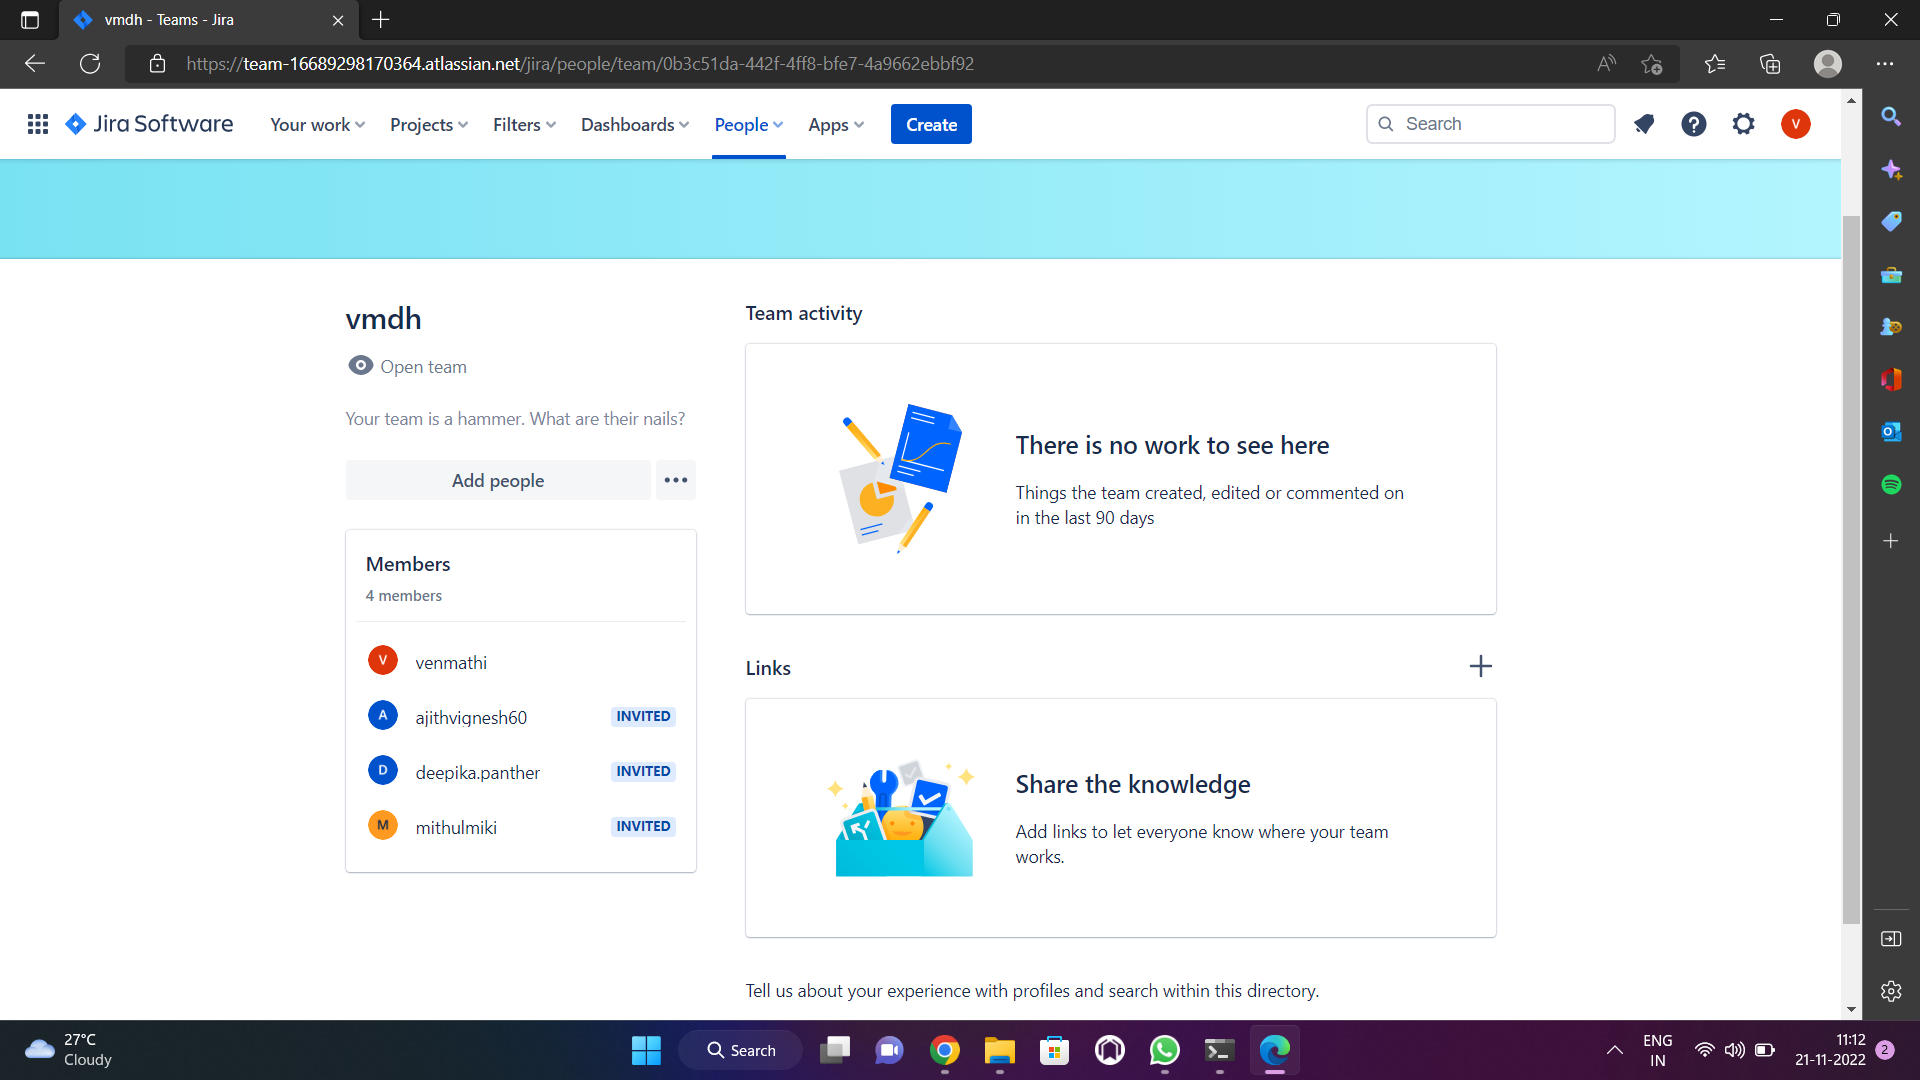 vmdh - Teams - Jira
https://team-16689298170364.atlassian.net/jira/people/team/0b3c51da-442f-4ff8-bfe7-4a9662ebbf92
Jira Software
Your work
Projects
Filters
Dashboards
People
Apps
Create
Search
V
vmdh
Open team
Your team is a hammer. What are their nails?
Add people
Members
4 members
V venmathi
A ajithvignesh60 INVITED
D deepika.panther INVITED
M mithulmiki INVITED
Team activity
There is no work to see here
Things the team created, edited or commented on
in the last 90 days
Links
Share the knowledge
Add links to let everyone know where your team
works.
Tell us about your experience with profiles and search within this directory.
27°C
Cloudy
Search
ENG
IN
11:12
21-11-2022
2